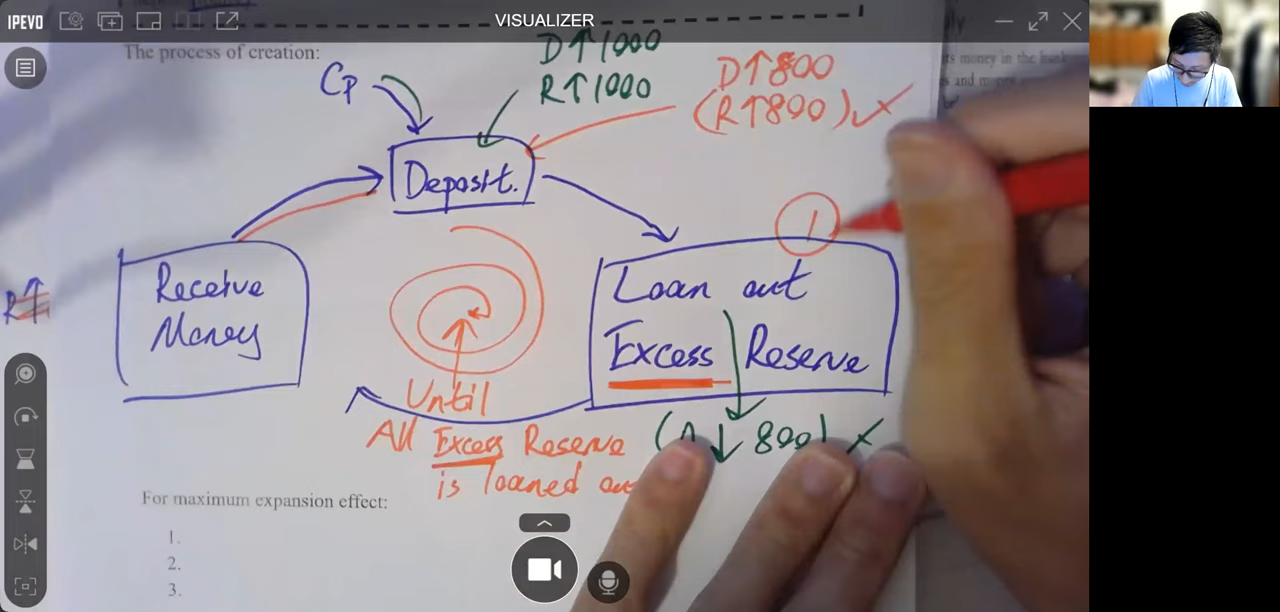 IPEVO
VISUALIZER
The process of creation:
Cp
D↑1000
R↑1000
D↑800
(R↑800)✓
Deposit.
Receive
Money
R↑
1
Loan out
Excess Reserve
Until
All Excess Reserve
is loaned
↓ 800) ✗
For maximum expansion effect:
1.
2.
3.